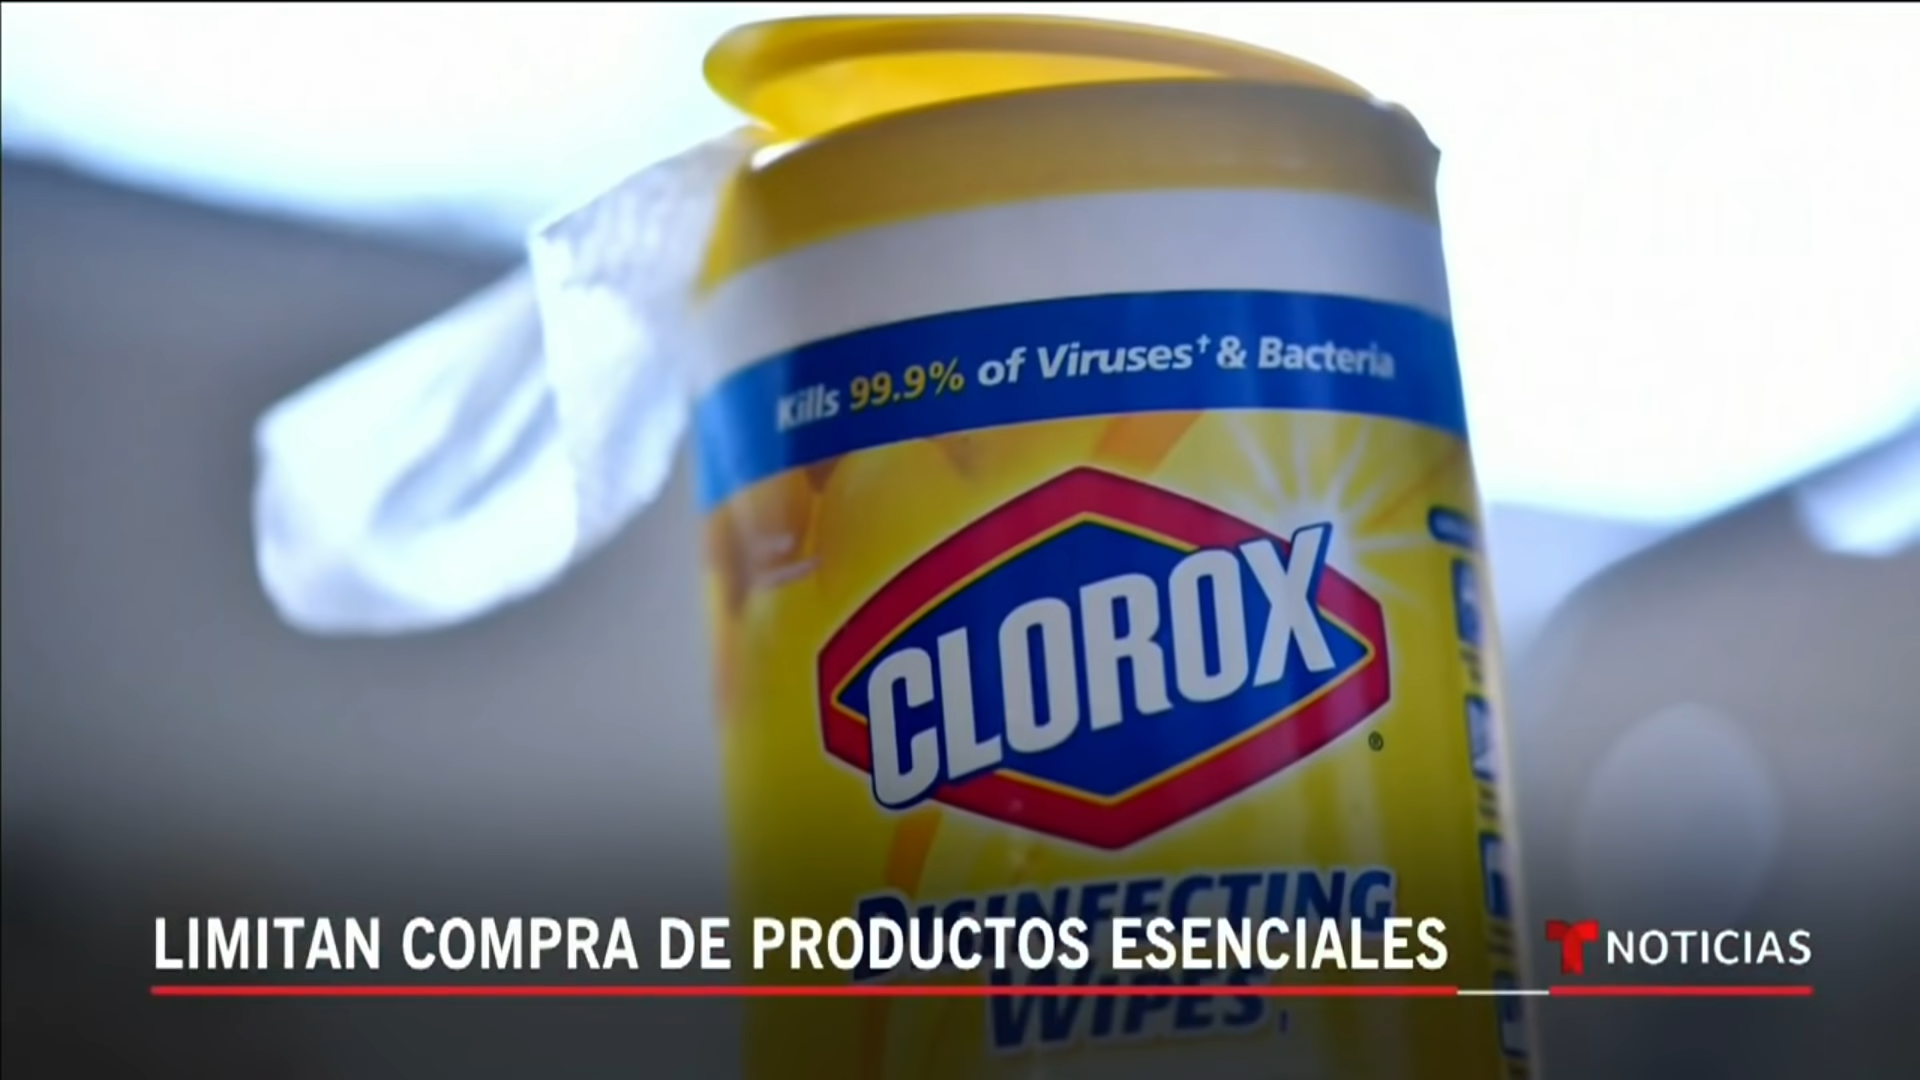 Kills 99.9% of Viruses† & Bacteria
CLOROX
®
DISINFECTING
WIPES
LIMITAN COMPRA DE PRODUCTOS ESENCIALES
NOTICIAS